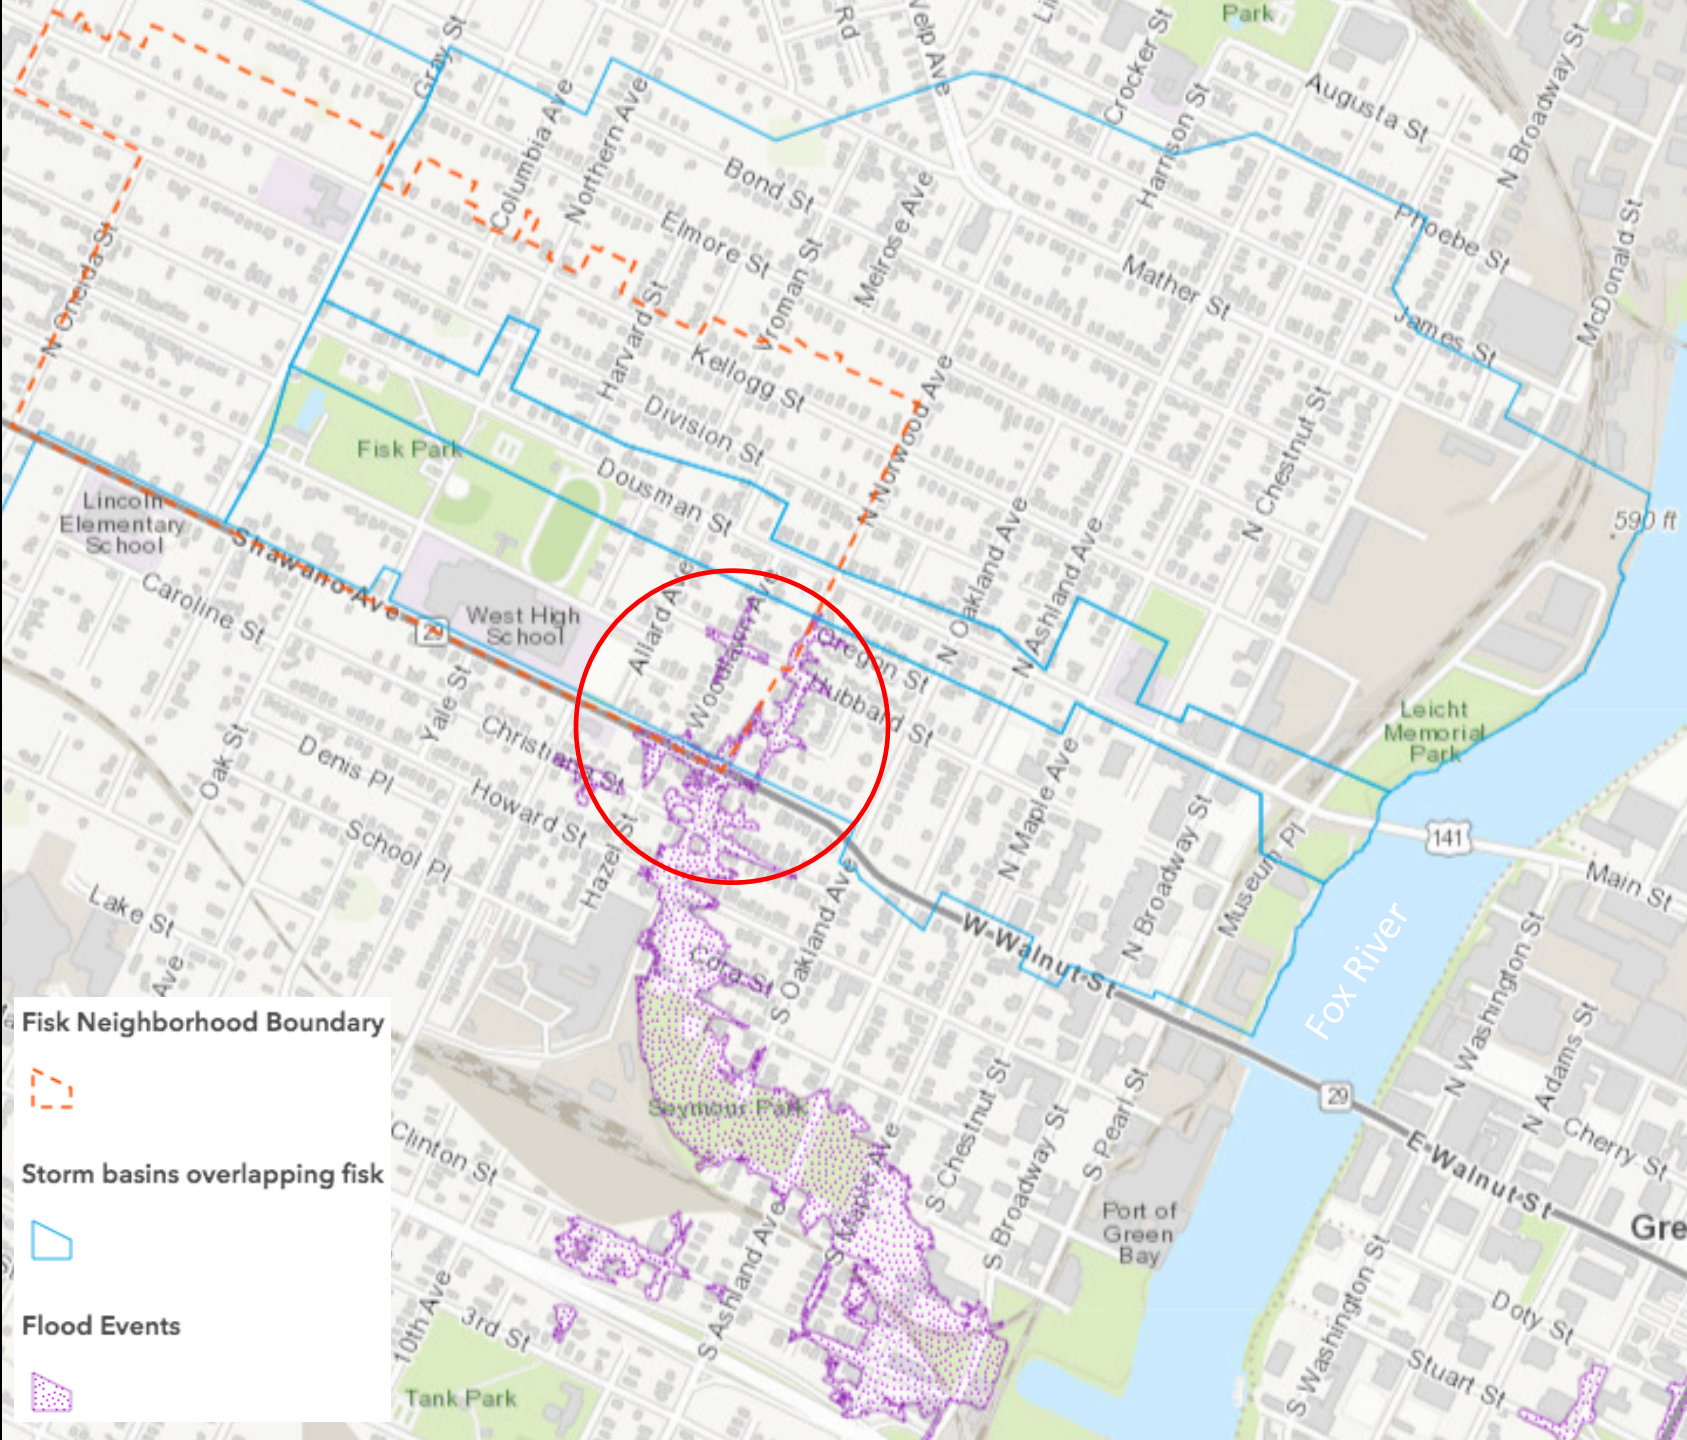 Park
Gray St
Rd
Velp Ave
Crocker St
N Broadway St
Augusta St
Columbia Ave
Northern Ave
Harrison St
Bond St
Melrose Ave
Elmore St
Vroman St
Phoebe St
McDonald St
N Oneida St
Mather St
Harvard St
James St
Kellogg St
N Norwood Ave
Division St
N Chestnut St
Fisk Park
Dousman St
Lincoln
Elementary
School
Shawano Ave
N Oakland Ave
N Ashland Ave
590 ft
Caroline St
29
West High
School
Allard Ave
Woodlawn Ave
Oregon St
Hubbard St
Yale St
Oak St
Christiana St
Denis Pl
Howard St
School Pl
Hazel St
Leicht
Memorial
Park
N Maple Ave
N Broadway St
Museum Pl
141
Main St
Lake St
Ave
S Oakland Ave
W Walnut St
Cora St
Fox River
N Washington St
N Adams St
Fisk Neighborhood Boundary
Storm basins overlapping fisk
Flood Events
Seymour Park
29
Cherry St
E Walnut St
Clinton St
S Chestnut St
S Broadway St
S Pearl St
S Maple Ave
Port of
Green
Bay
Gre
S Ashland Ave
10th Ave
3rd St
Tank Park
S Washington St
Doty St
Stuart St